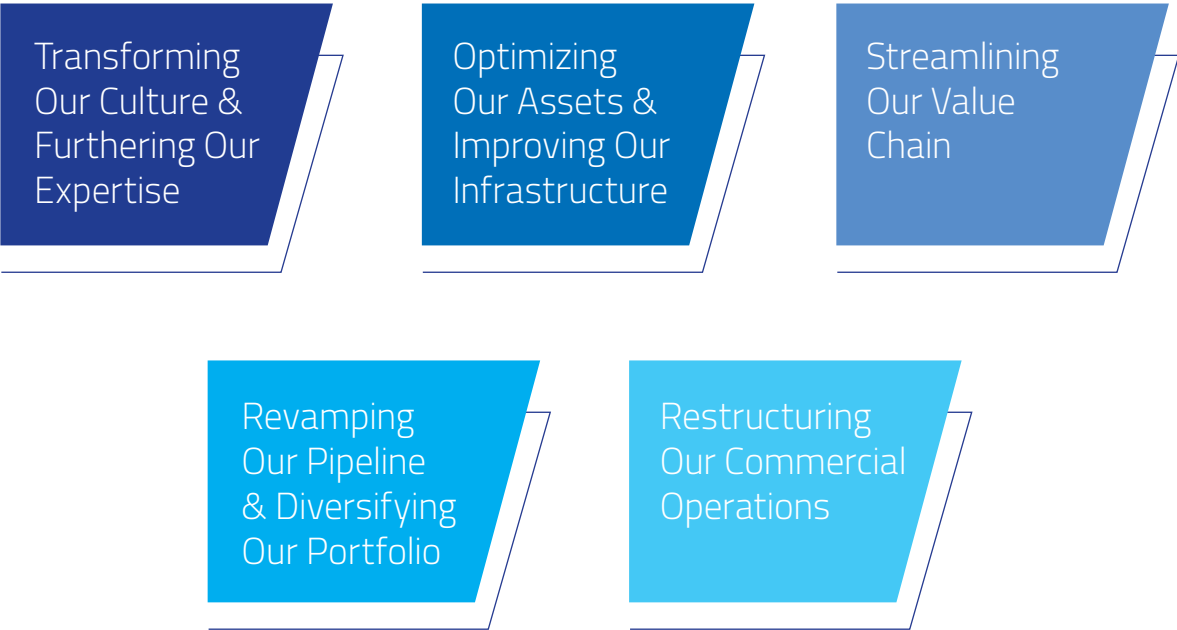 Transforming
Our Culture &
Furthering Our
Expertise
Optimizing
Our Assets &
Improving Our
Infrastructure
Streamlining
Our Value
Chain
Revamping
Our Pipeline
& Diversifying
Our Portfolio
Restructuring
Our Commercial
Operations